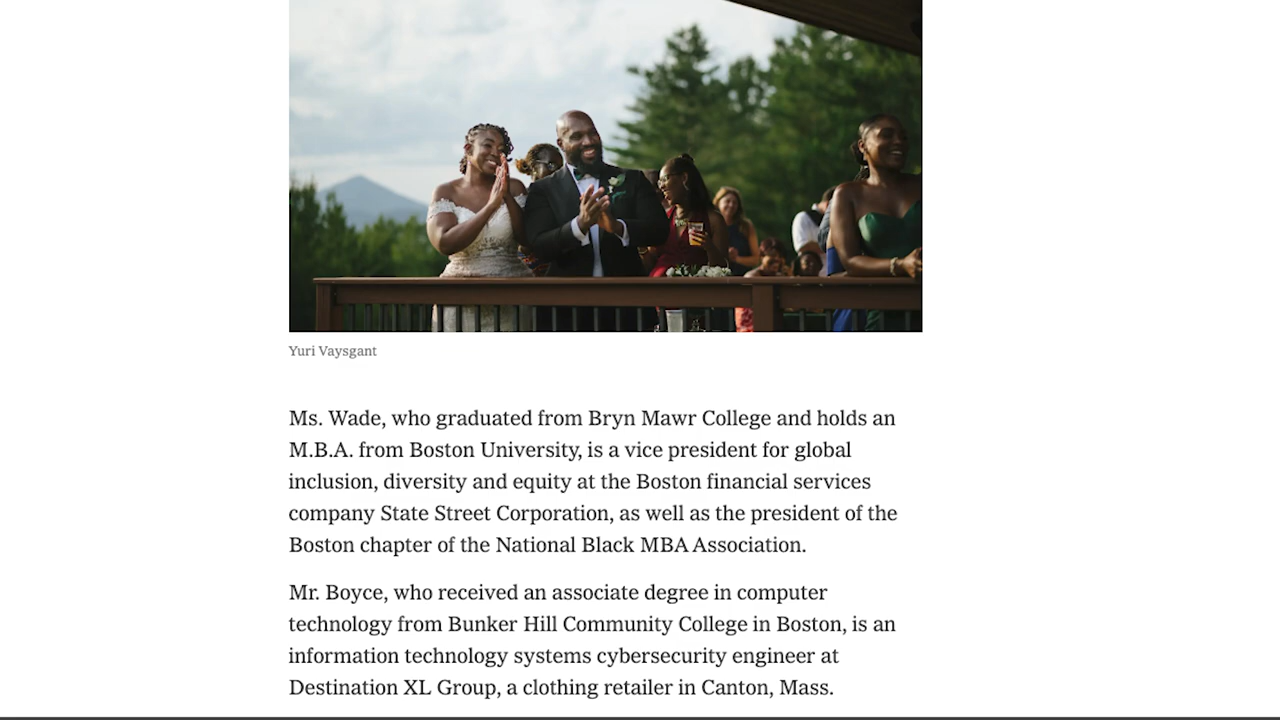 Yuri Vaysgant
Ms. Wade, who graduated from Bryn Mawr College and holds an
M.B.A. from Boston University, is a vice president for global
inclusion, diversity and equity at the Boston financial services
company State Street Corporation, as well as the president of the
Boston chapter of the National Black MBA Association.
Mr. Boyce, who received an associate degree in computer
technology from Bunker Hill Community College in Boston, is an
information technology systems cybersecurity engineer at
Destination XL Group, a clothing retailer in Canton, Mass.